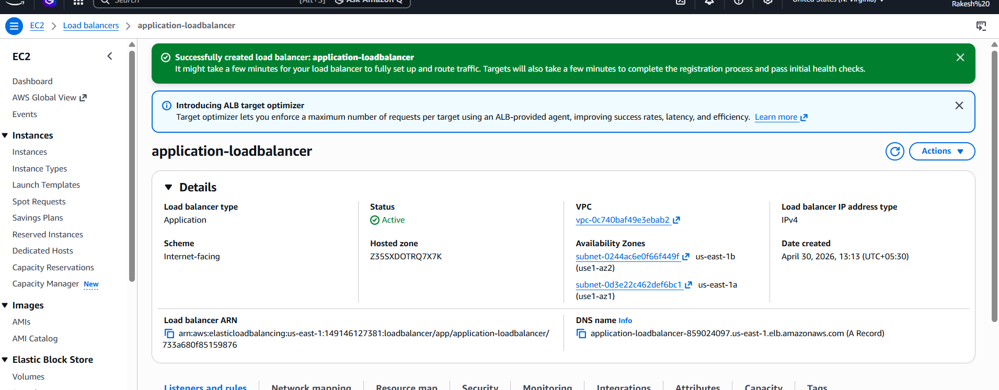 Search
[Alt+S]
Ask Amazon Q
United States (N. Virginia)
Rakesh%20
EC2
Load balancers
application-loadbalancer
EC2
Dashboard
AWS Global View
Events
Instances
Instances
Instance Types
Launch Templates
Spot Requests
Savings Plans
Reserved Instances
Dedicated Hosts
Capacity Reservations
Capacity Manager New
Images
AMIs
AMI Catalog
Elastic Block Store
Volumes
Successfully created load balancer: application-loadbalancer
It might take a few minutes for your load balancer to fully set up and route traffic. Targets will also take a few minutes to complete the registration process and pass initial health checks.
Introducing ALB target optimizer
Target optimizer lets you enforce a maximum number of requests per target using an ALB-provided agent, improving success rates, latency, and efficiency. Learn more
application-loadbalancer
Actions
Details
Load balancer type
Application
Status
Active
VPC
vpc-0c740baf49e3ebab2
Load balancer IP address type
IPv4
Scheme
Internet-facing
Hosted zone
Z35SXDOTRQ7X7K
Availability Zones
subnet-0244ac6e0f66f449f us-east-1b
(use1-az2)
subnet-0d3e22c462def6bc1 us-east-1a
(use1-az1)
Date created
April 30, 2026, 13:13 (UTC+05:30)
Load balancer ARN
arn:aws:elasticloadbalancing:us-east-1:149146127381:loadbalancer/app/application-loadbalancer/
733a680f85159876
DNS name Info
application-loadbalancer-859024097.us-east-1.elb.amazonaws.com (A Record)
Listeners and rules
Network mapping
Resource map
Security
Monitoring
Integrations
Attributes
Capacity
Tags